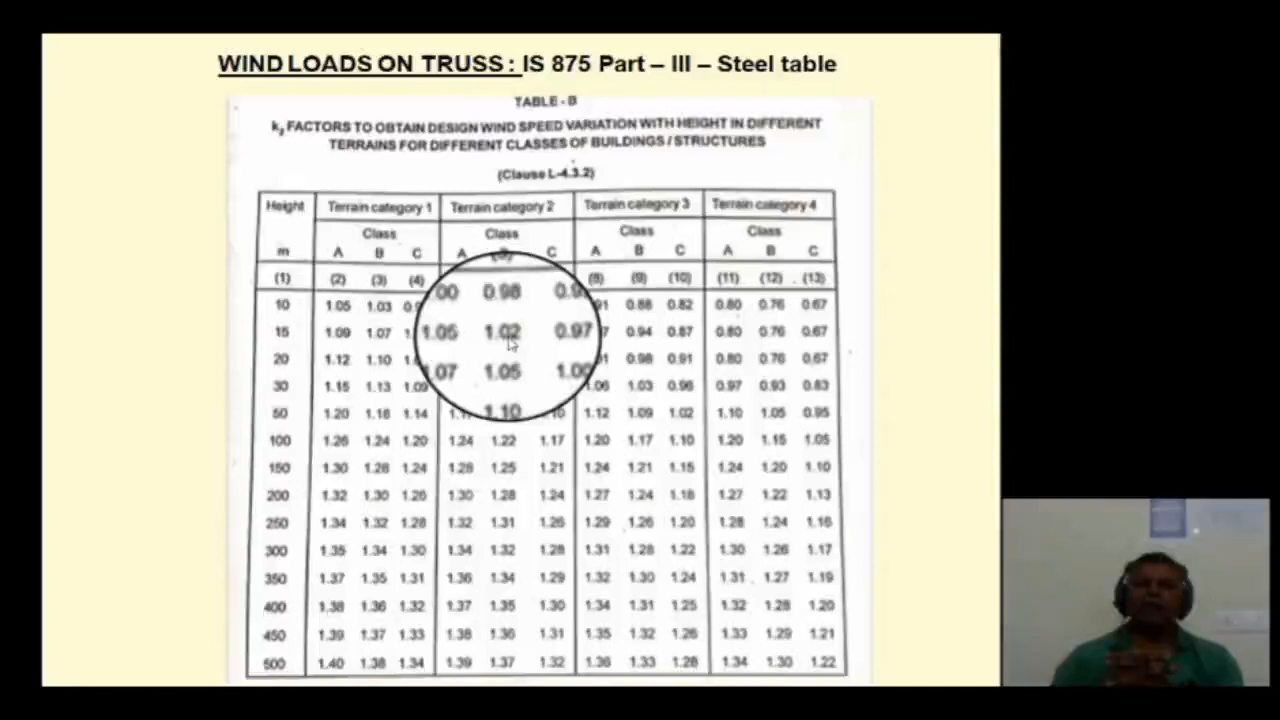 WIND LOADS ON TRUSS : IS 875 Part – III – Steel table
TABLE - B
k₂ FACTORS TO OBTAIN DESIGN WIND SPEED VARIATION WITH HEIGHT IN DIFFERENT
TERRAINS FOR DIFFERENT CLASSES OF BUILDINGS / STRUCTURES
(Clause L-4.3.2)
Height Terrain category 1 Terrain category 2 Terrain category 3 Terrain category 4
Class Class Class Class
m A B C A C A B C A B C
(1) (2) (3) (4) (8) (9) (10) (11) (12) (13)
10 1.05 1.03 0.98 0.88 0.82 0.80 0.76 0.67
15 1.09 1.07 1.05 1.02 0.97 0.94 0.87 0.80 0.76 0.67
20 1.12 1.10 1.07 1.05 1.00 0.98 0.91 0.80 0.76 0.67
30 1.15 1.13 1.09 1.06 1.03 0.96 0.97 0.93 0.83
50 1.20 1.18 1.14 1.10 1.12 1.09 1.02 1.10 1.05 0.95
100 1.26 1.24 1.20 1.24 1.22 1.17 1.20 1.17 1.10 1.20 1.15 1.05
150 1.30 1.28 1.24 1.28 1.25 1.21 1.24 1.21 1.15 1.24 1.20 1.10
200 1.32 1.30 1.26 1.30 1.28 1.24 1.27 1.24 1.18 1.27 1.22 1.13
250 1.34 1.32 1.28 1.32 1.31 1.26 1.29 1.26 1.20 1.28 1.24 1.16
300 1.35 1.34 1.30 1.34 1.32 1.28 1.31 1.28 1.22 1.30 1.26 1.17
350 1.37 1.35 1.31 1.36 1.34 1.29 1.32 1.30 1.24 1.31 1.27 1.19
400 1.38 1.36 1.32 1.37 1.35 1.30 1.34 1.31 1.25 1.32 1.28 1.20
450 1.39 1.37 1.33 1.38 1.36 1.31 1.35 1.32 1.26 1.33 1.29 1.21
500 1.40 1.38 1.34 1.39 1.37 1.32 1.36 1.33 1.28 1.34 1.30 1.22